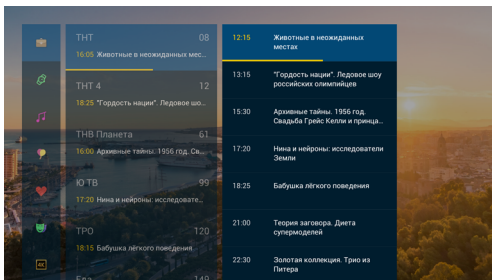 ТНТ 08
16:05 Животные в неожиданных мес...
ТНТ 4 12
18:25 "Гордость нации". Ледовое шо...
ТНВ Планета 61
16:00 Архивные тайны. 1956 год. Св...
Ю ТВ 99
17:20 Нина и нейроны: исследовате...
ТРО 120
18:15 Бабушка лёгкого поведения
Еда 149
4K
12:15 Животные в неожиданных
местах
13:15 "Гордость нации". Ледовое шоу
российских олимпийцев
15:30 Архивные тайны. 1956 год.
Свадьба Грейс Келли и принца...
17:20 Нина и нейроны: исследователи
Земли
18:25 Бабушка лёгкого поведения
21:00 Теория заговора. Диета
супермоделей
22:30 Золотая коллекция. Трио из
Питера